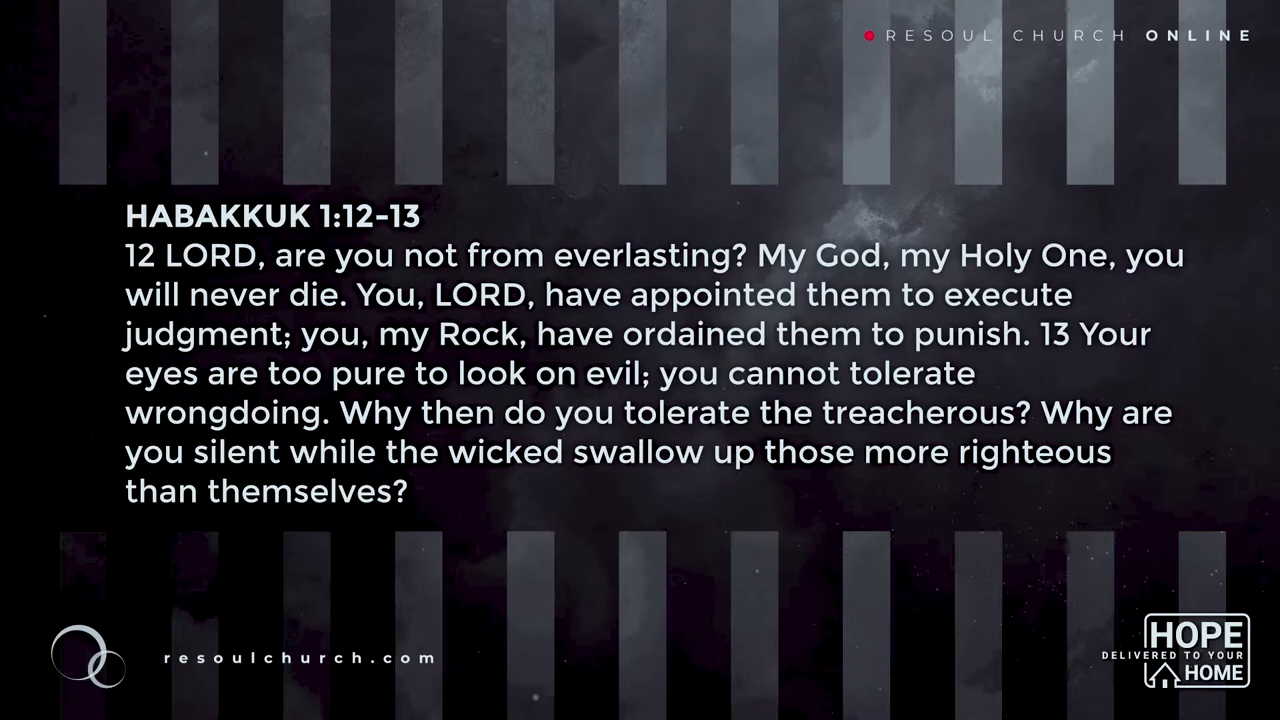 RESOUL CHURCH ONLINE
HABAKKUK 1:12-13
12 LORD, are you not from everlasting? My God, my Holy One, you
will never die. You, LORD, have appointed them to execute
judgment; you, my Rock, have ordained them to punish. 13 Your
eyes are too pure to look on evil; you cannot tolerate
wrongdoing. Why then do you tolerate the treacherous? Why are
you silent while the wicked swallow up those more righteous
than themselves?
resoulchurch.com
HOPE
DELIVERED TO YOUR
HOME